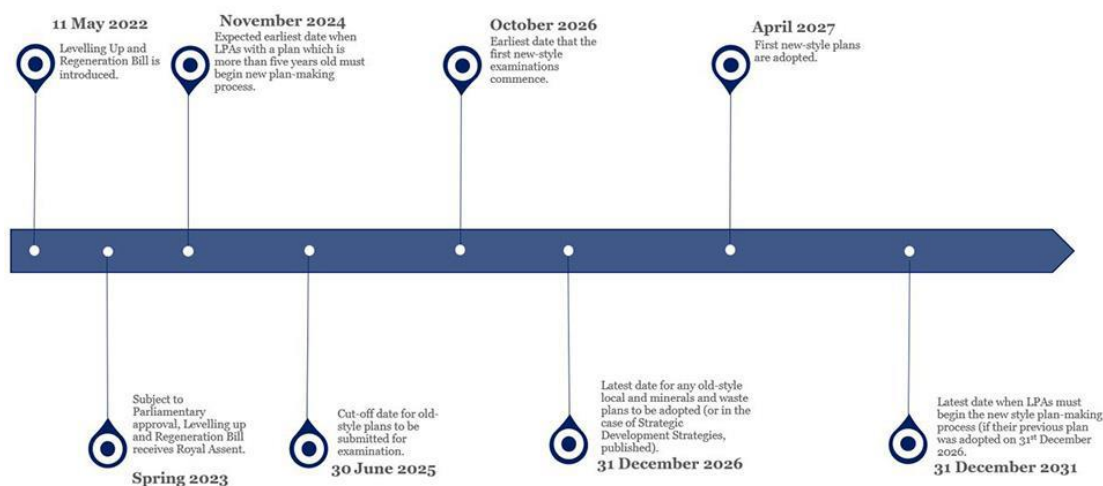 11 May 2022
Levelling Up and
Regeneration Bill is
introduced.
November 2024
Expected earliest date when
LPAs with a plan which is
more than five years old must
begin new plan-making
process.
October 2026
Earliest date that the
first new-style
examinations
commence.
April 2027
First new-style plans
are adopted.
Subject to
Parliamentary
approval, Levelling up
and Regeneration Bill
receives Royal Assent.
Spring 2023
Cut-off date for old-
style plans to be
submitted for
examination.
30 June 2025
Latest date for any old-style
local and minerals and waste
plans to be adopted (or in the
case of Strategic
Development Strategies,
published).
31 December 2026
Latest date when LPAs must
begin the new style plan-making
process (if their previous plan
was adopted on 31st December
2026.
31 December 2031